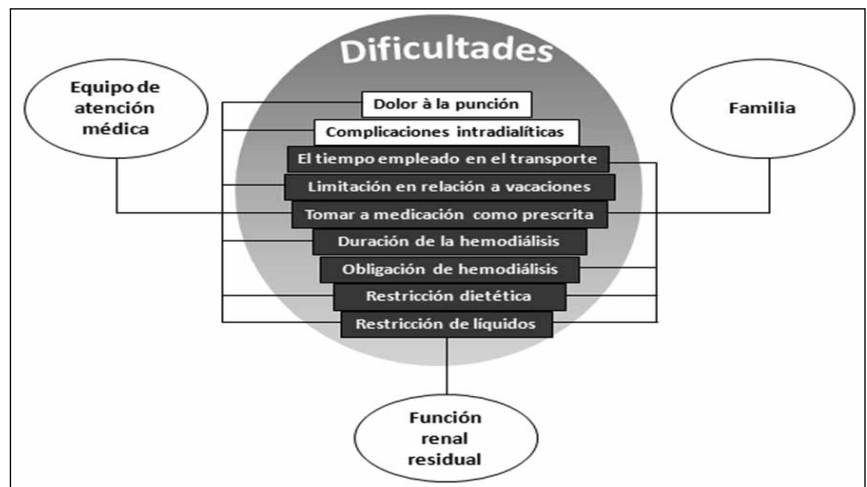 Dificultades
Equipo de
atención
médica
Familia
Dolor à la punción
Complicaciones intradialíticas
El tiempo empleado en el transporte
Limitación en relación a vacaciones
Tomar a medicación como prescrita
Duración de la hemodiálisis
Obligación de hemodiálisis
Restricción dietética
Restricción de líquidos
Función
renal
residual